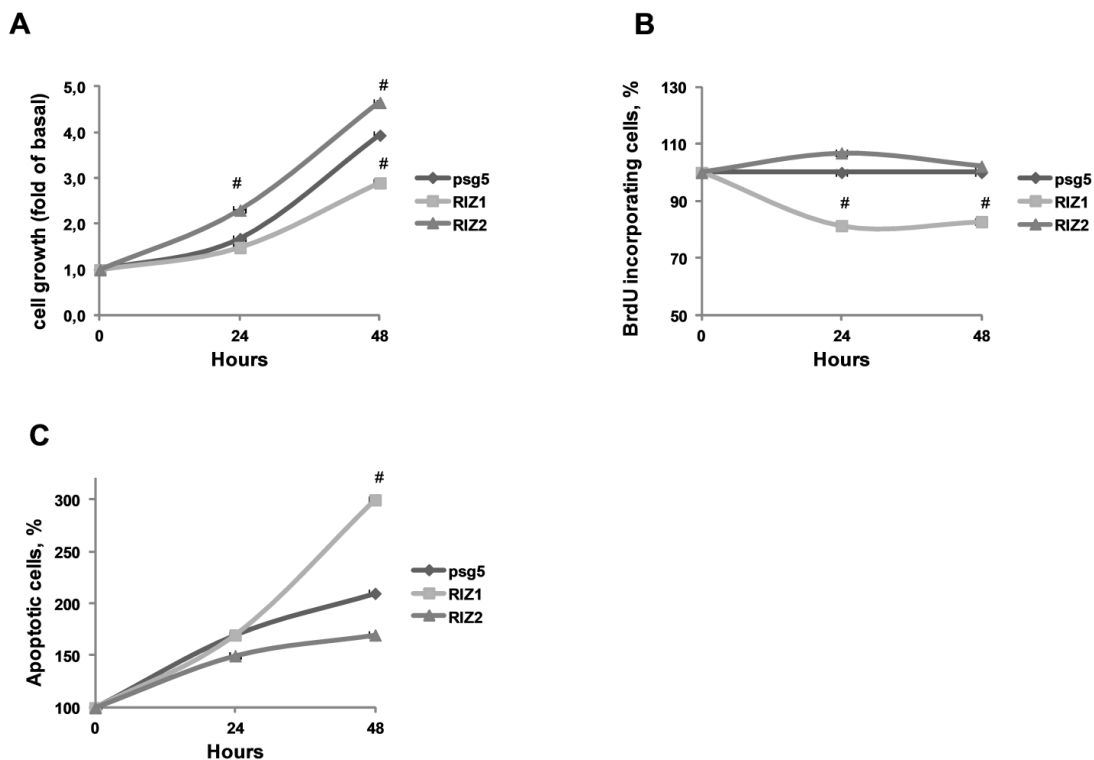 A
cell growth (fold of basal)
5,0
4,0
3,0
2,0
1,0
0,0
#
#
#
0
24
48
Hours
psg5
RIZ1
RIZ2
B
BrdU incorporating cells, %
130
110
90
70
50
#
#
0
24
48
Hours
psg5
RIZ1
RIZ2
C
Apoptotic cells, %
300
250
200
150
100
#
0
24
48
Hours
psg5
RIZ1
RIZ2